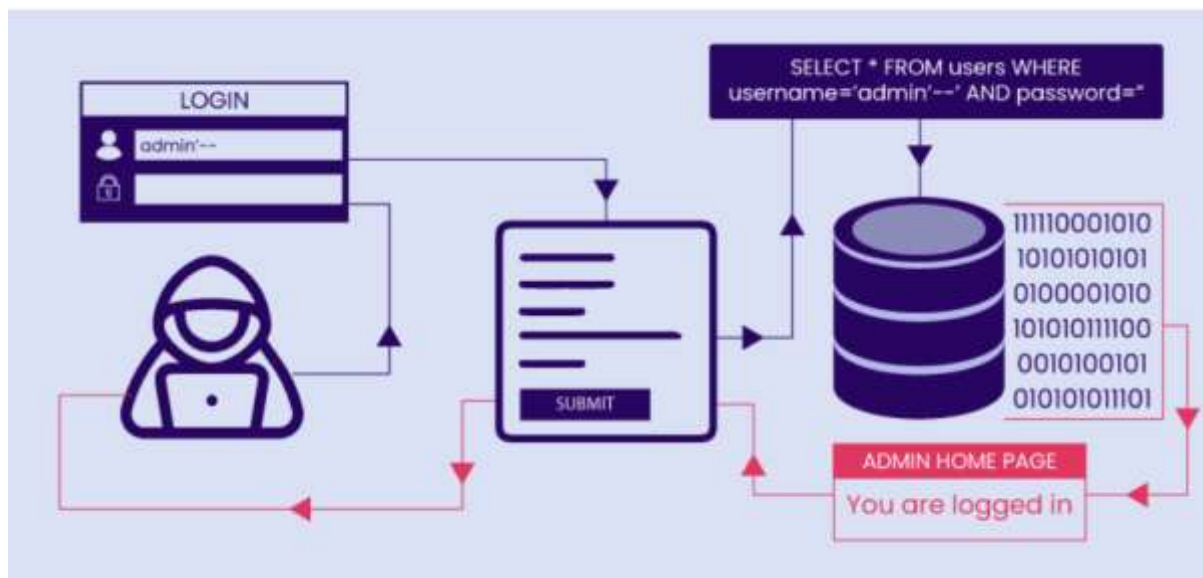 LOGIN
admin'--
SELECT * FROM users WHERE
username='admin'--' AND password=''
111110001010
10101010101
0100001010
101010111100
0010100101
010101011101
SUBMIT
ADMIN HOME PAGE
You are logged in